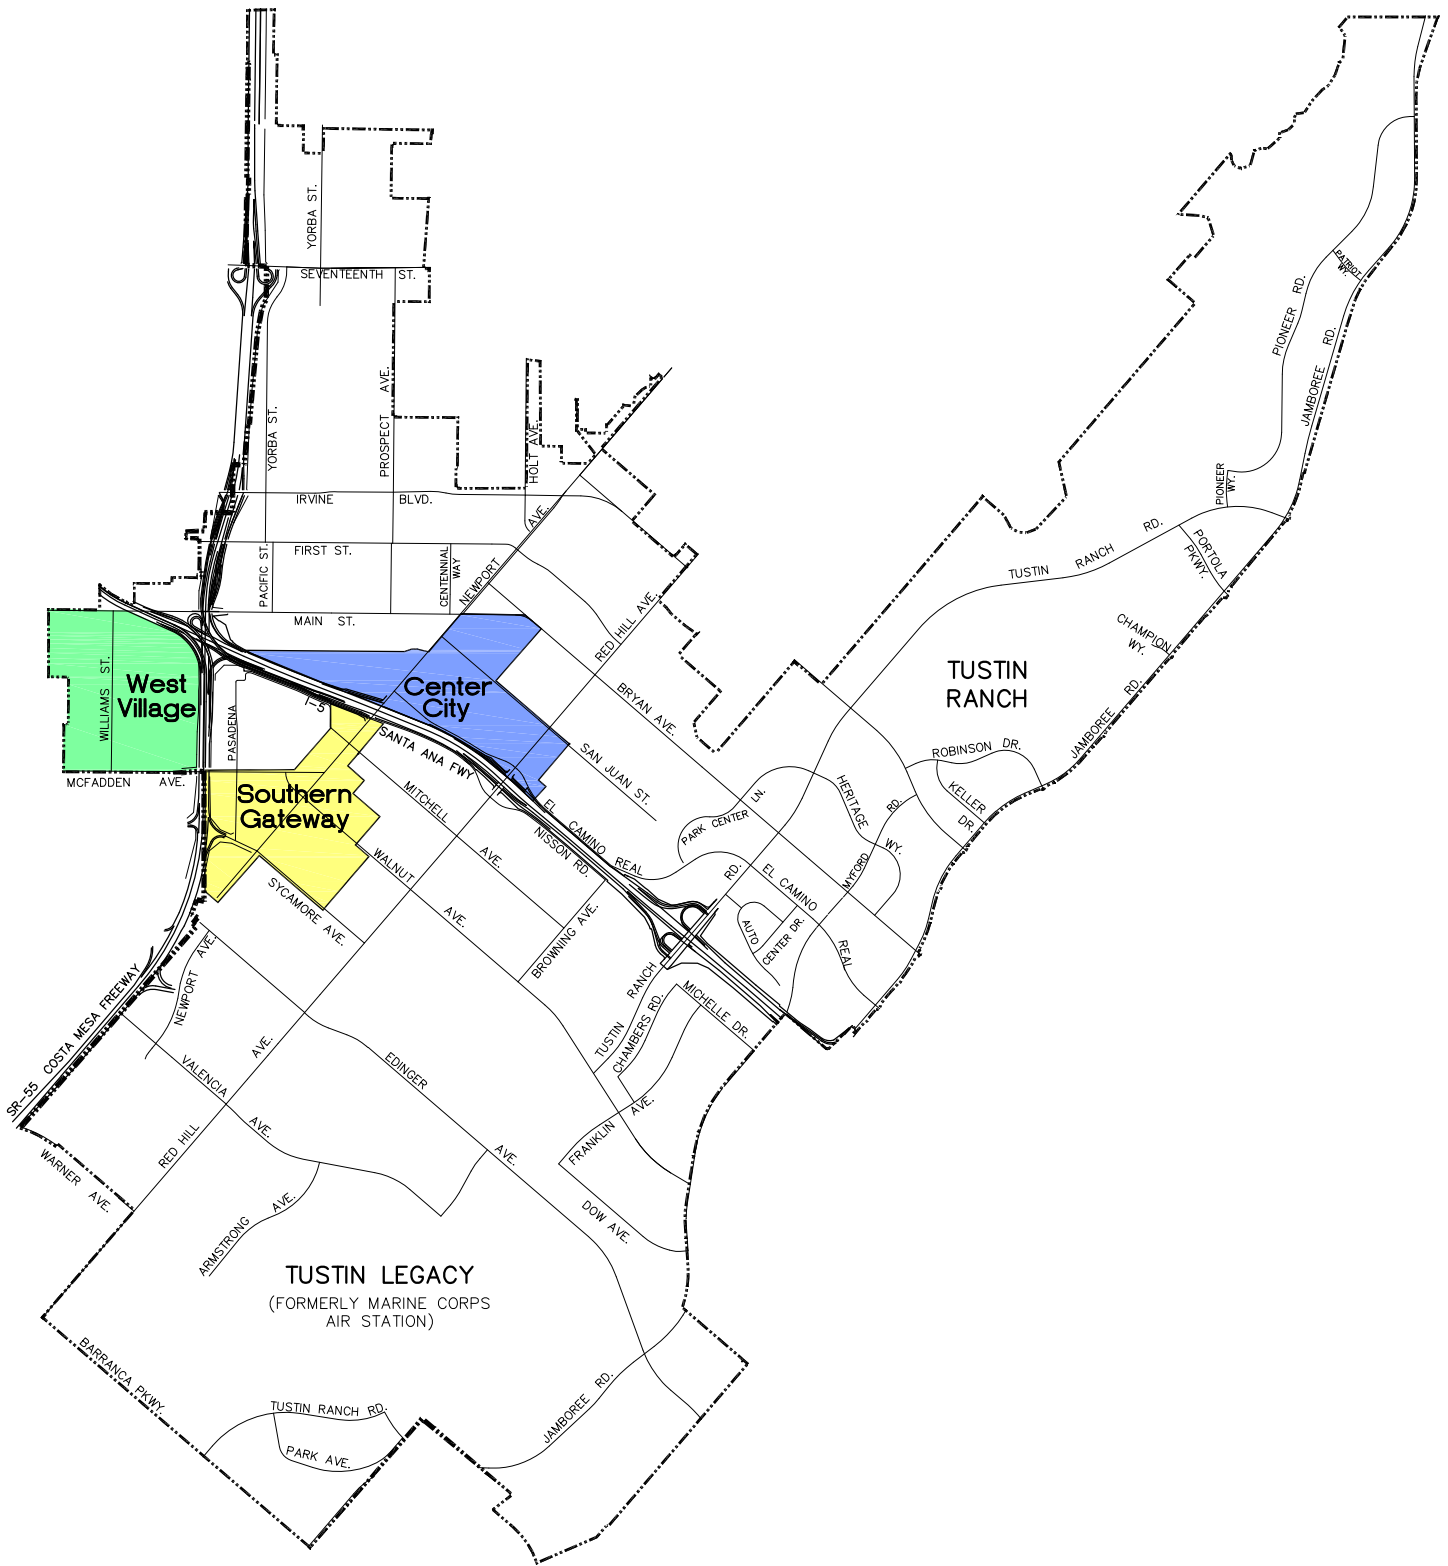 YORBA ST.
SEVENTEENTH ST.
PATRIOT
WY.
PIONEER RD.
JAMBOREE RD.
YORBA ST.
PROSPECT AVE.
HOLT AVE.
IRVINE BLVD.
PIONEER
WY.
TUSTIN RANCH RD.
PORTOLA
PKWY.
FIRST ST.
PACIFIC ST.
CENTENNIAL
WAY
NEWPORT AVE.
MAIN ST.
RED HILL AVE.
CHAMPION
WY.
JAMBOREE RD.
TUSTIN
RANCH
WILLIAMS ST.
West
Village
Center
City
I-5
PASADENA
SANTA ANA FWY
BRYAN AVE.
SAN JUAN ST.
ROBINSON DR.
KELLER DR.
MCFADDEN AVE.
Southern
Gateway
MITCHELL AVE.
EL CAMINO REAL
NISSON RD.
PARK CENTER LN.
HERITAGE WY.
MYFORD RD.
EL CAMINO REAL
WALNUT AVE.
SYCAMORE AVE.
BROWNING AVE.
AUTO
CENTER DR.
TUSTIN RANCH RD.
CHAMBERS RD.
MICHELLE DR.
NEWPORT AVE.
SR-55 COSTA MESA FREEWAY
VALENCIA AVE.
EDINGER AVE.
RED HILL AVE.
FRANKLIN AVE.
WARNER AVE.
ARMSTRONG AVE.
DOW AVE.
TUSTIN LEGACY
(FORMERLY MARINE CORPS
AIR STATION)
BARRANCA PKWY.
TUSTIN RANCH RD.
PARK AVE.
JAMBOREE RD.